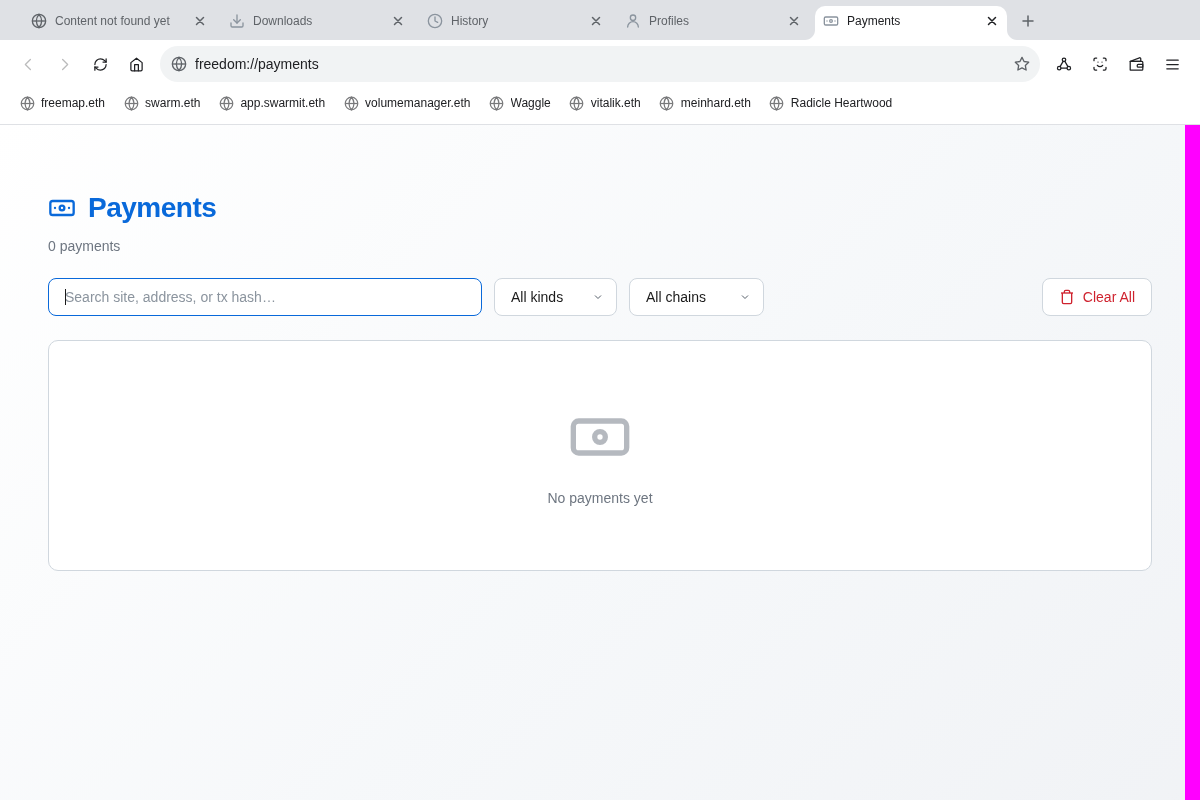 Content not found yet
Downloads
History
Profiles
Payments
freedom://payments
freemap.eth
swarm.eth
app.swarmit.eth
volumemanager.eth
Waggle
vitalik.eth
meinhard.eth
Radicle Heartwood
Payments
0 payments
Search site, address, or tx hash…
All kinds
All chains
Clear All
No payments yet